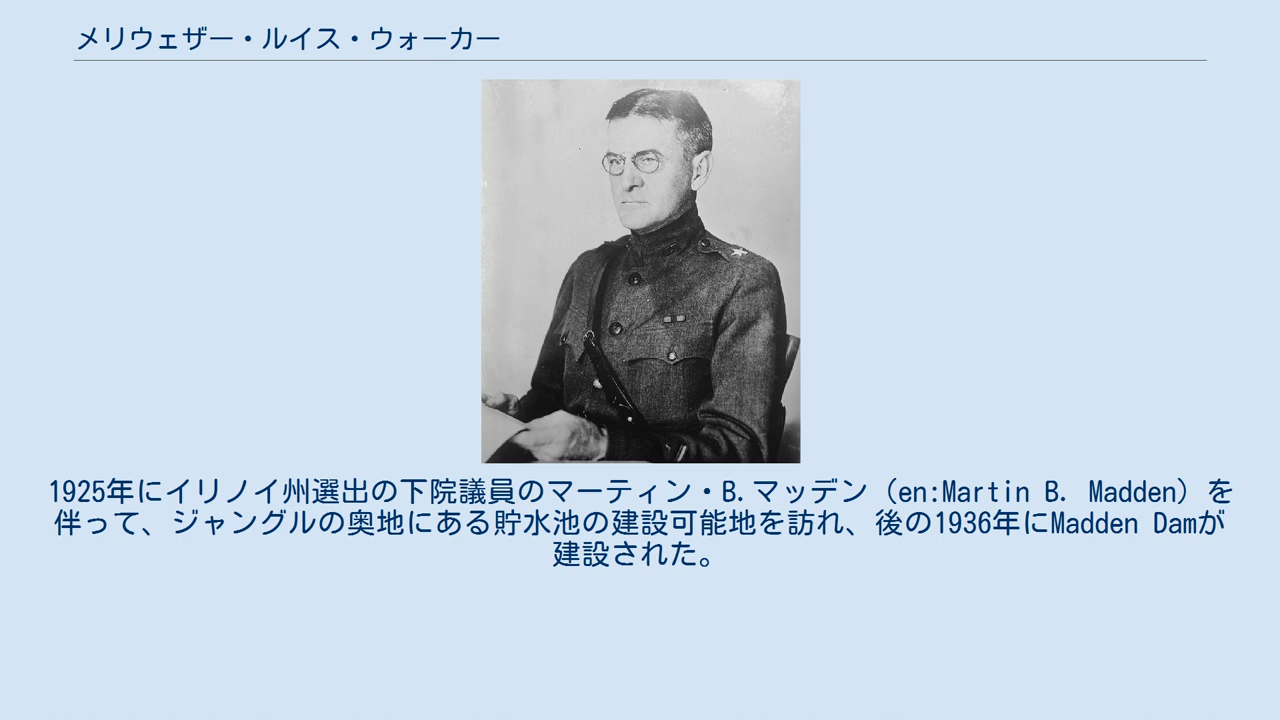 メリウェザー・ルイス・ウォーカー
1925年にイリノイ州選出の下院議員のマーティン・B.マッデン（en:Martin B. Madden）を
伴って、ジャングルの奥地にある貯水池の建設可能地を訪れ、後の1936年にMadden Damが
建設された。